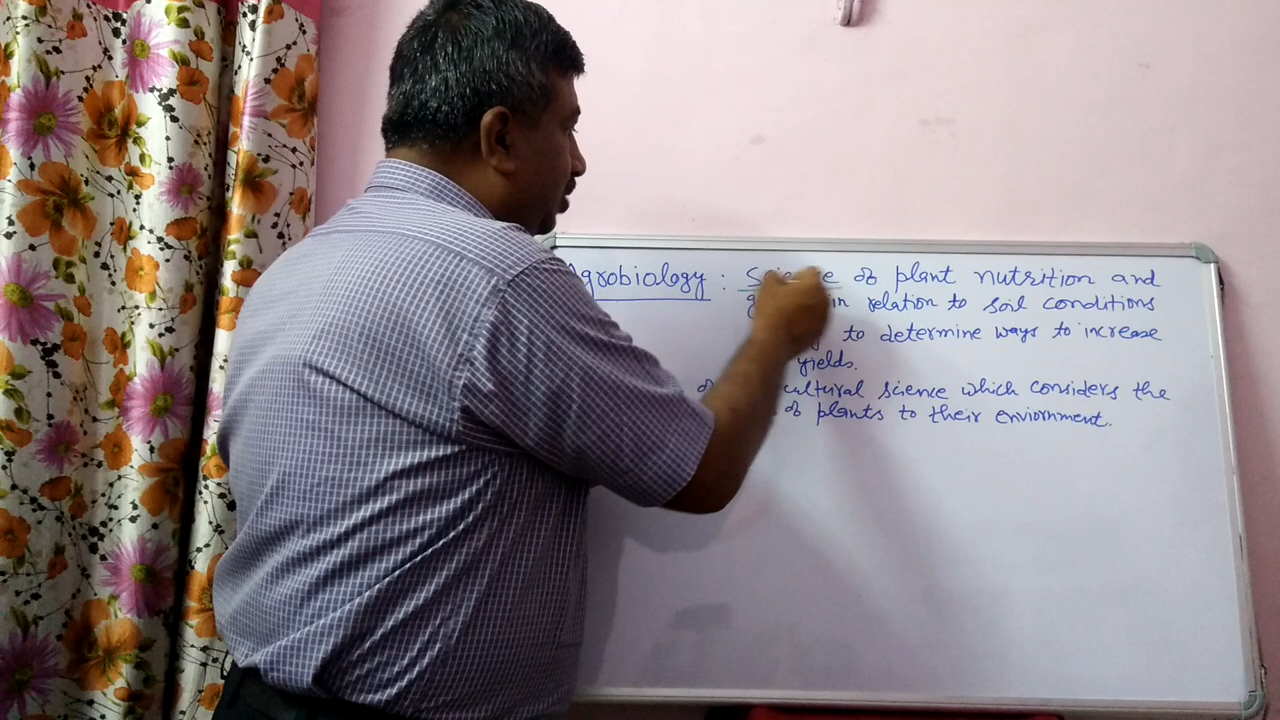 Agrobiology : Science of plant nutrition and
in relation to soil conditions
to determine ways to increase
yields.
science which considers the
of plants to their enviornment.